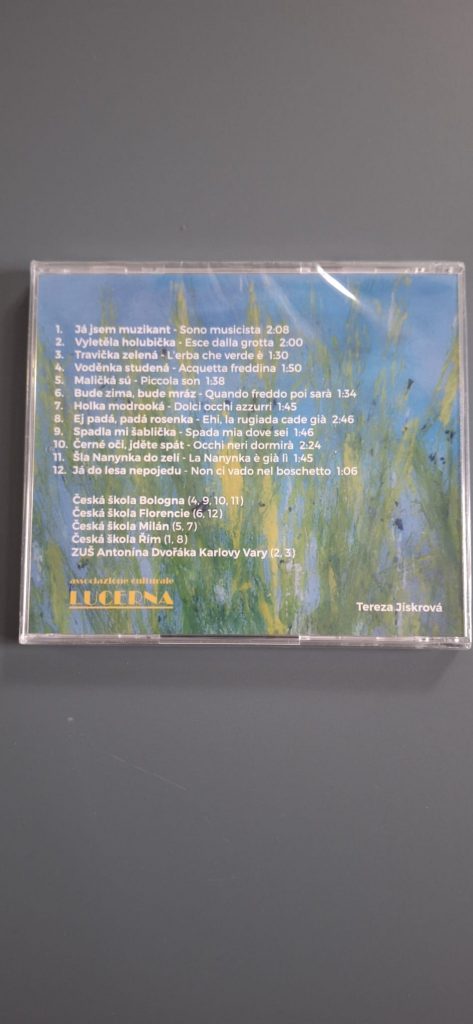 1. Já jsem muzikant - Sono musicista 2:08
2. Vyletěla holubička - Esce dalla grotta 2:00
3. Travička zelená - L'erba che verde è 1:30
4. Voděnka studená - Acquetta freddina 1:50
5. Maličká sú - Piccola son 1:38
6. Bude zima, bude mráz - Quando freddo poi sarà 1:34
7. Holka modrooká - Dolci occhi azzurri 1:45
8. Ej padá, padá rosenka - Ehi, la rugiada cade già 2:46
9. Spadla mi šablička - Spada mia dove sei 1:46
10. Černé oči, jděte spát - Occhi neri dormirà 2:24
11. Šla Nanynka do zelí - La Nanynka è già lì 1:45
12. Já do lesa nepojedu - Non ci vado nel boschetto 1:06
Česká škola Bologna (4, 9, 10, 11)
Česká škola Florencie (6, 12)
Česká škola Milán (5, 7)
Česká škola Řím (1, 8)
ZUŠ Antonína Dvořáka Karlovy Vary (2, 3)
associazione culturale
LUCERNA
Tereza Jiskrová